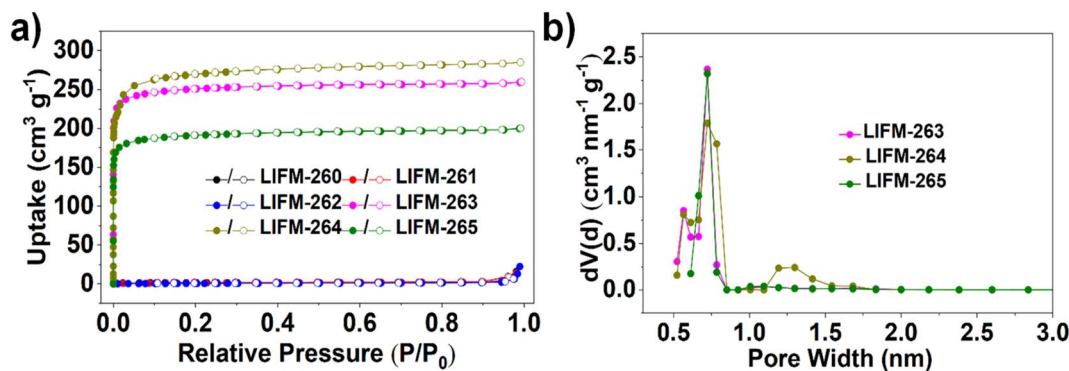 a)
300
250
200
150
100
50
0
Uptake (cm³ g⁻¹)
LIFM-260 LIFM-261
LIFM-262 LIFM-263
LIFM-264 LIFM-265
0.0 0.2 0.4 0.6 0.8 1.0
Relative Pressure (P/P₀)
b)
2.5
2.0
1.5
1.0
0.5
0.0
dV(d) (cm³ nm⁻¹ g⁻¹)
LIFM-263
LIFM-264
LIFM-265
0.5 1.0 1.5 2.0 2.5 3.0
Pore Width (nm)